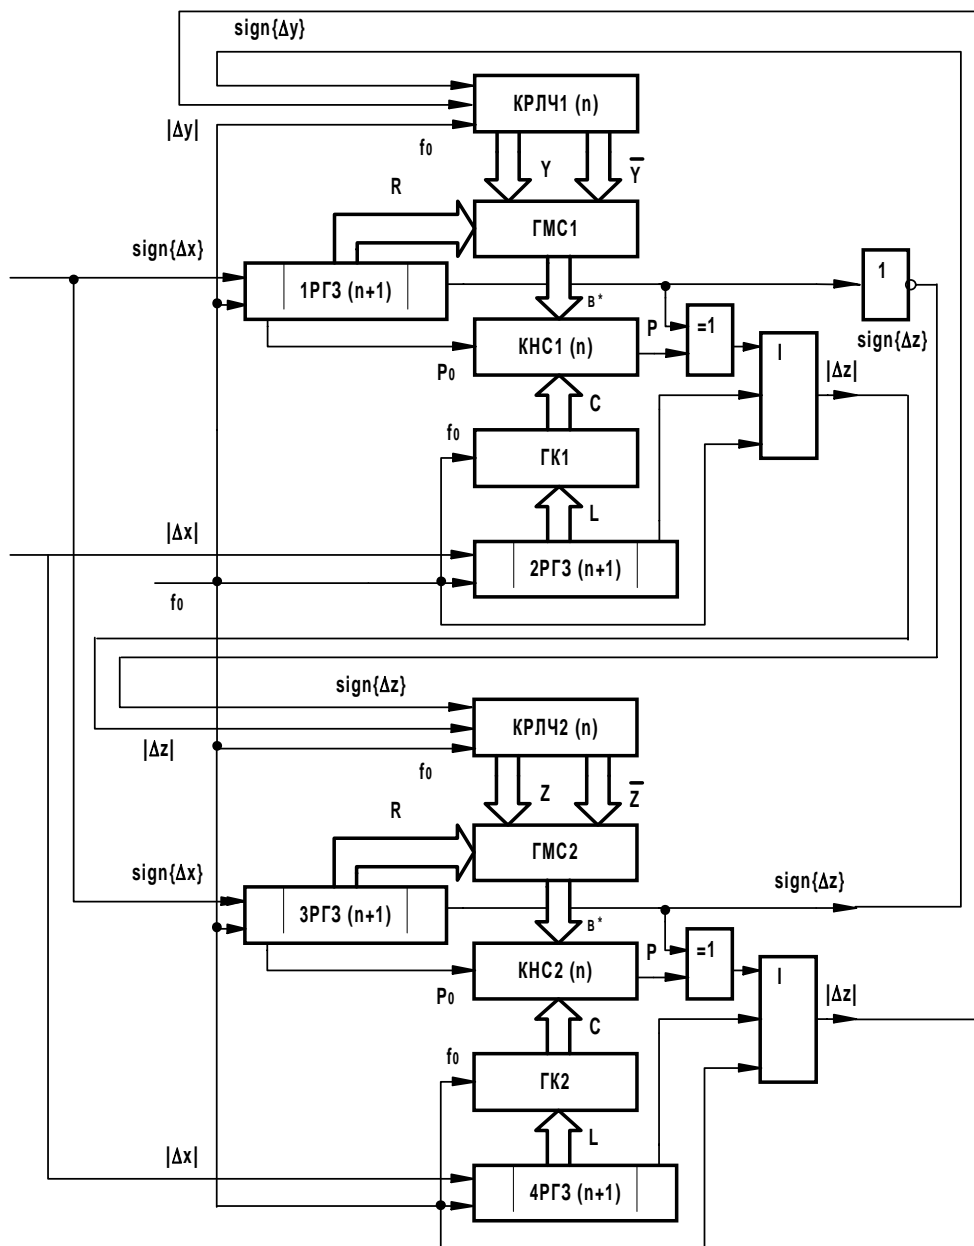 sign{Δy}
КРЛЧ1 (n)
|Δy|
f₀
Y
Y̅
R
ГМС1
sign{Δx}
1РГЗ (n+1)
B*
1
P
=1
sign{Δz}
КНС1 (n)
I
|Δz|
P₀
C
f₀
ГК1
L
|Δx|
2РГЗ (n+1)
f₀
sign{Δz}
КРЛЧ2 (n)
|Δz|
f₀
Z
Z̅
R
ГМС2
sign{Δx}
sign{Δz}
3РГЗ (n+1)
B*
P
=1
КНС2 (n)
I
P₀
|Δz|
C
f₀
ГК2
L
|Δx|
4РГЗ (n+1)